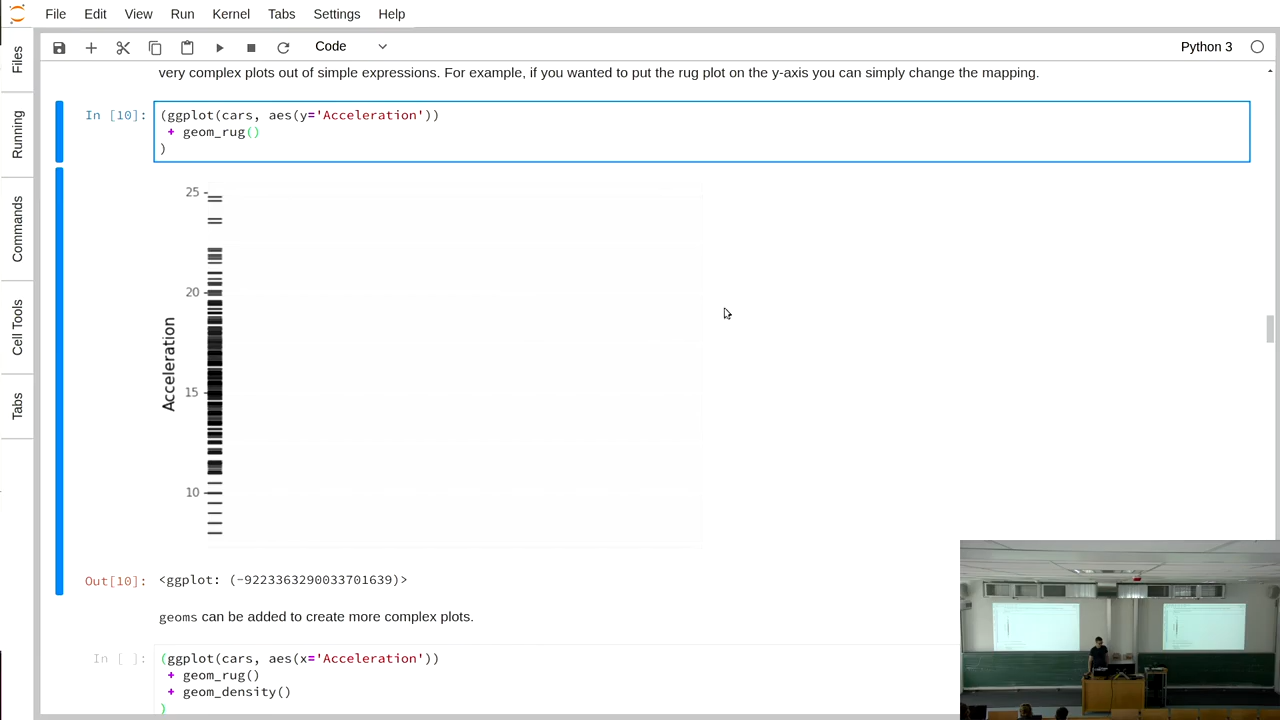 File Edit View Run Kernel Tabs Settings Help
Code
Python 3
Files
Running
Commands
Cell Tools
Tabs
very complex plots out of simple expressions. For example, if you wanted to put the rug plot on the y-axis you can simply change the mapping.
In [10]:
(ggplot(cars, aes(y='Acceleration'))
+ geom_rug()
)
25
20
15
10
Acceleration
Out[10]:
<ggplot: (-9223363290033701639)>
geoms can be added to create more complex plots.
In [ ]:
(ggplot(cars, aes(x='Acceleration'))
+ geom_rug()
+ geom_density()
)